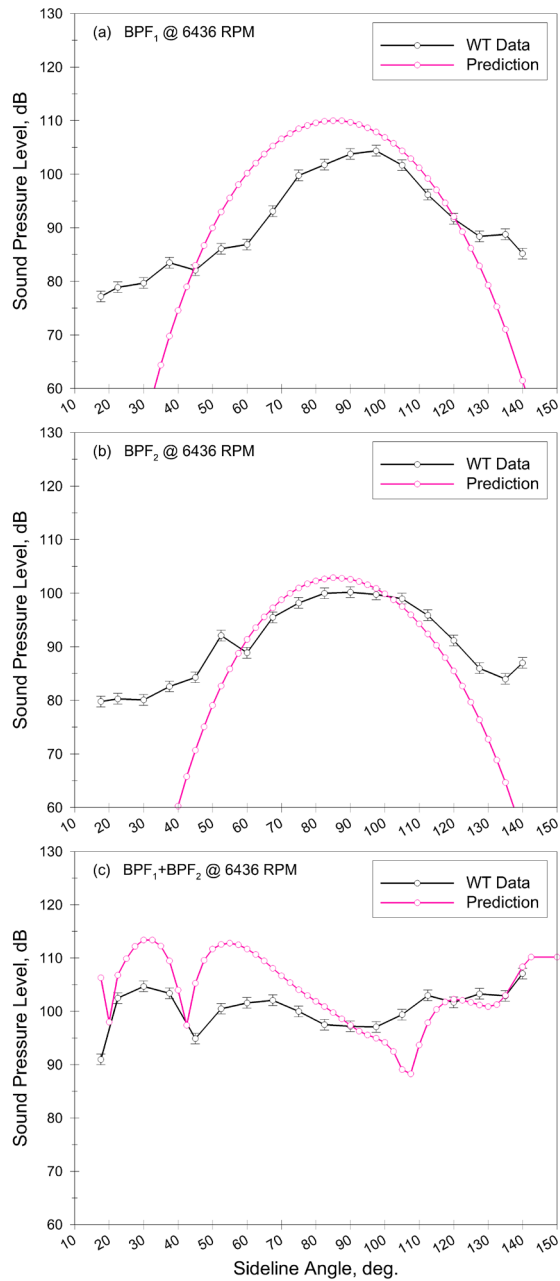 130
(a) BPF₁ @ 6436 RPM
WT Data
Prediction
120
110
100
90
80
70
60
Sound Pressure Level, dB
10 20 30 40 50 60 70 80 90 100 110 120 130 140 150
130
(b) BPF₂ @ 6436 RPM
WT Data
Prediction
120
110
100
90
80
70
60
Sound Pressure Level, dB
10 20 30 40 50 60 70 80 90 100 110 120 130 140 150
130
(c) BPF₁+BPF₂ @ 6436 RPM
WT Data
Prediction
120
110
100
90
80
70
60
Sound Pressure Level, dB
10 20 30 40 50 60 70 80 90 100 110 120 130 140 150
Sideline Angle, deg.